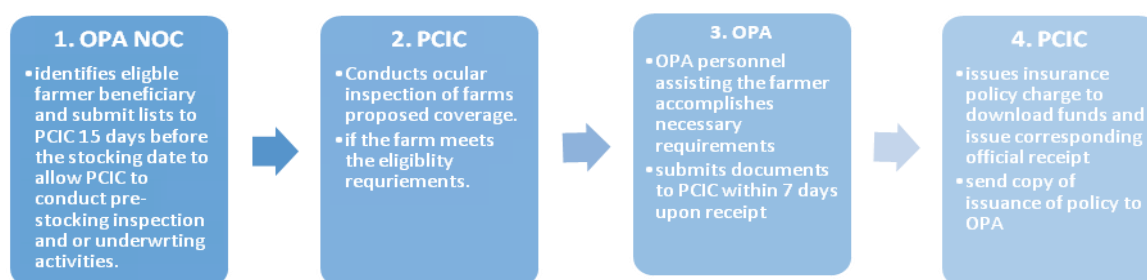 1. OPA NOC
•identifies eligble
farmer beneficiary
and submit lists to
PCIC 15 days before
the stocking date to
allow PCIC to
conduct pre-
stocking inspection
and or underwrting
activities.
2. PCIC
•Conducts ocular
inspection of farms
proposed coverage.
•if the farm meets
the eligiblity
requriements.
3. OPA
•OPA personnel
assisting the farmer
accomplishes
necessary
requirements
•submits documents
to PCIC within 7 days
upon receipt
4. PCIC
•issues insurance
policy charge to
download funds and
issue corresponding
official receipt
•send copy of
issuance of policy to
OPA